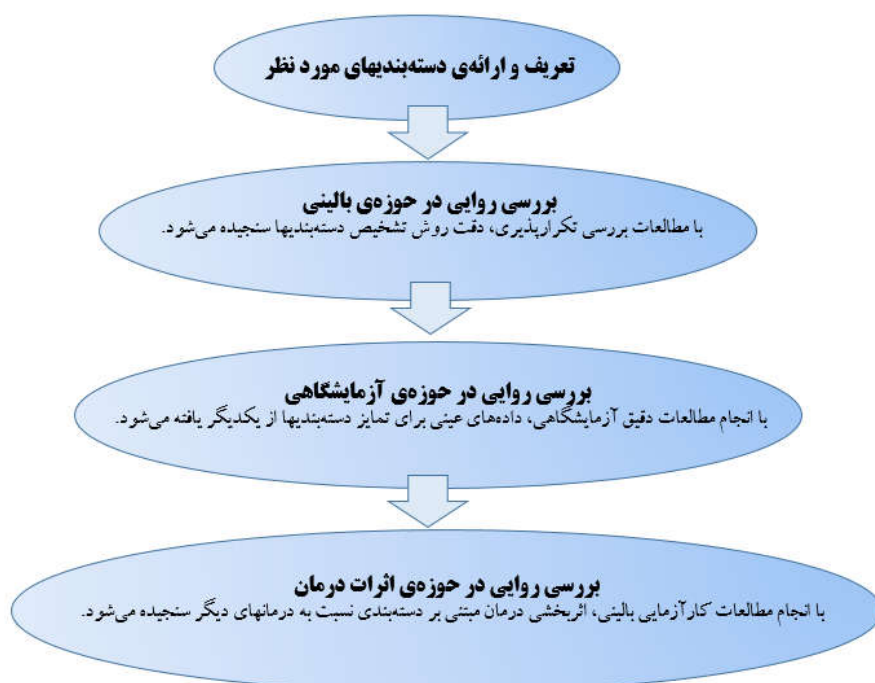 تعریف و ارائه‌ی دسته‌بندیهای مورد نظر
بررسی روایی در حوزه‌ی بالینی
با مطالعات بررسی تکرارپذیری، دقت روش تشخیص دسته‌بندیها سنجیده می‌شود.
بررسی روایی در حوزه‌ی آزمایشگاهی
با انجام مطالعات دقیق آزمایشگاهی، داده‌های عینی برای تمایز دسته‌بندیها از یکدیگر یافته می‌شود.
بررسی روایی در حوزه‌ی اثرات درمان
با انجام مطالعات کارآزمایی بالینی، اثربخشی درمان مبتنی بر دسته‌بندی نسبت به درمانهای دیگر سنجیده می‌شود.